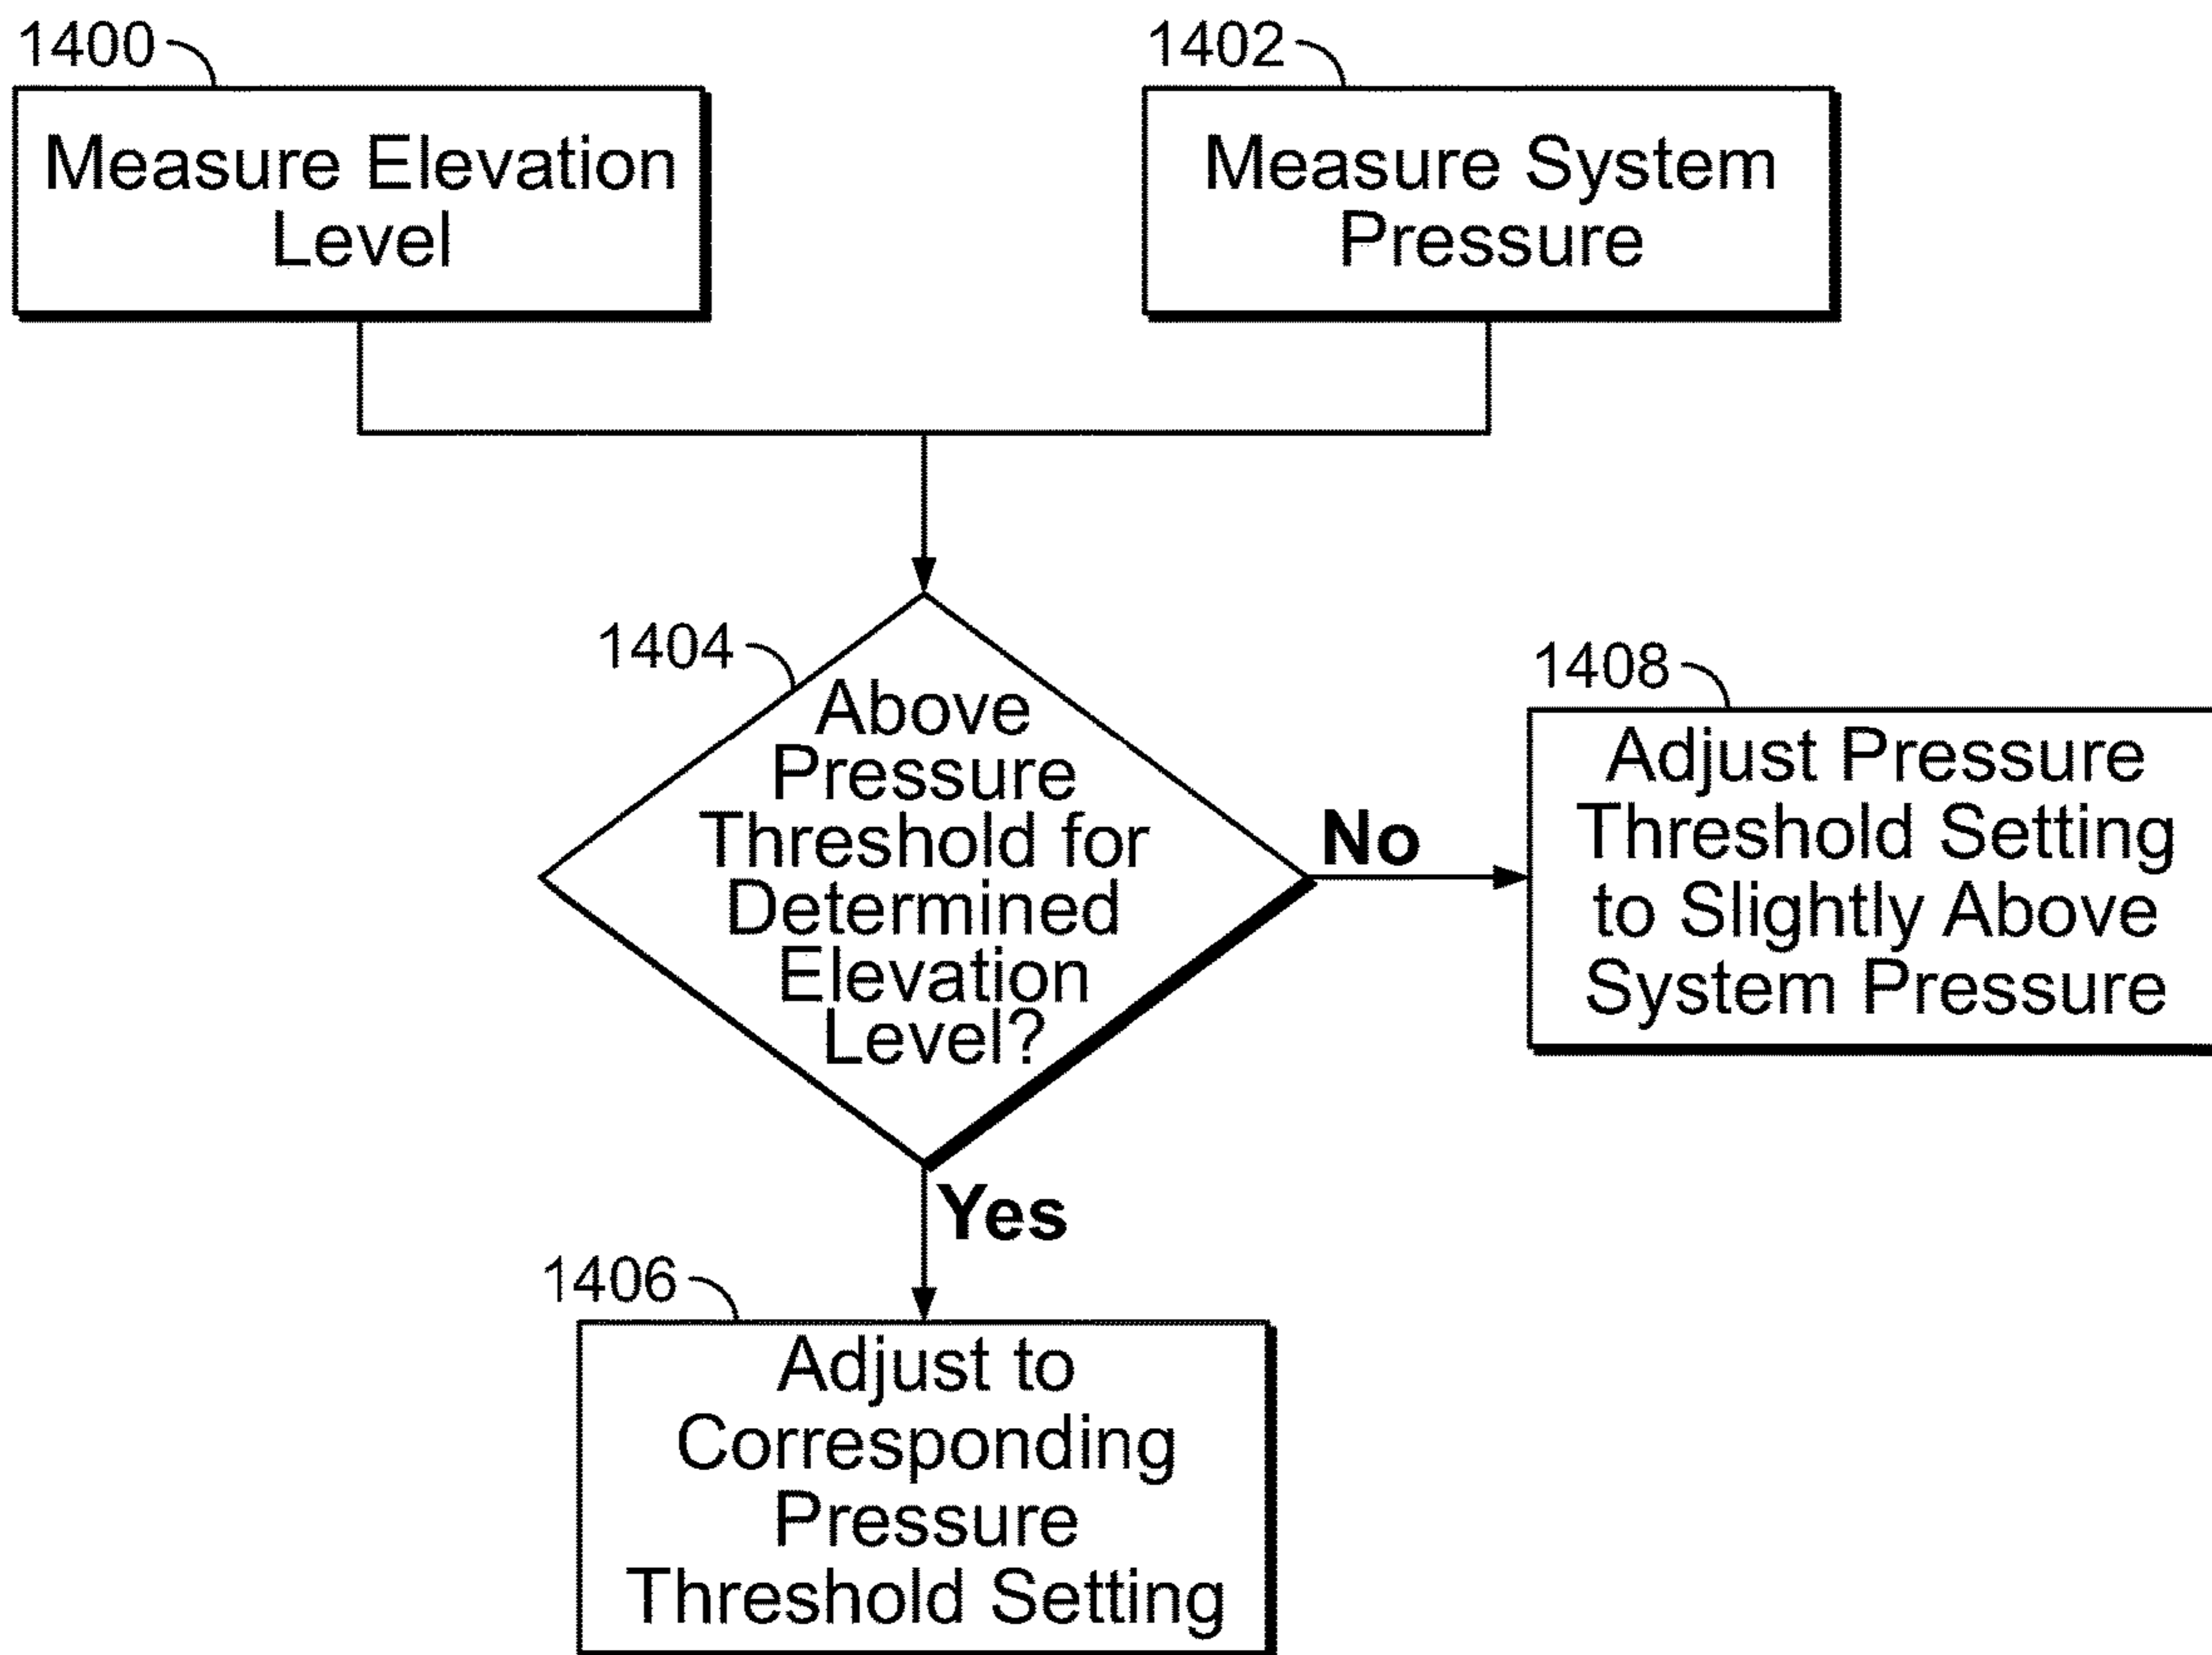 1400
Measure Elevation
Level
1402
Measure System
Pressure
1404
Above
Pressure
Threshold for
Determined
Elevation
Level?
No
1408
Adjust Pressure
Threshold Setting
to Slightly Above
System Pressure
Yes
1406
Adjust to
Corresponding
Pressure
Threshold Setting